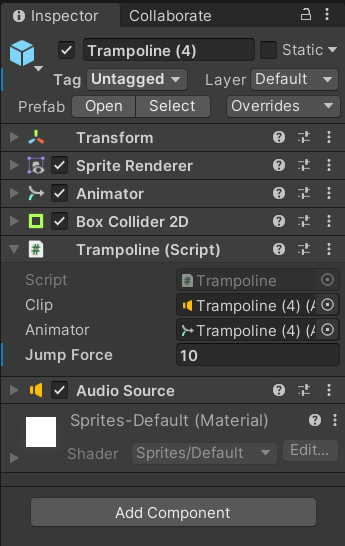 Inspector Collaborate
Trampoline (4) Static
Tag Untagged Layer Default
Prefab Open Select Overrides
Transform
Sprite Renderer
Animator
Box Collider 2D
# Trampoline (Script)
Script # Trampoline
Clip Trampoline (4) (A
Animator Trampoline (4) (A
Jump Force 10
Audio Source
Sprites-Default (Material)
Shader Sprites/Default Edit...
Add Component